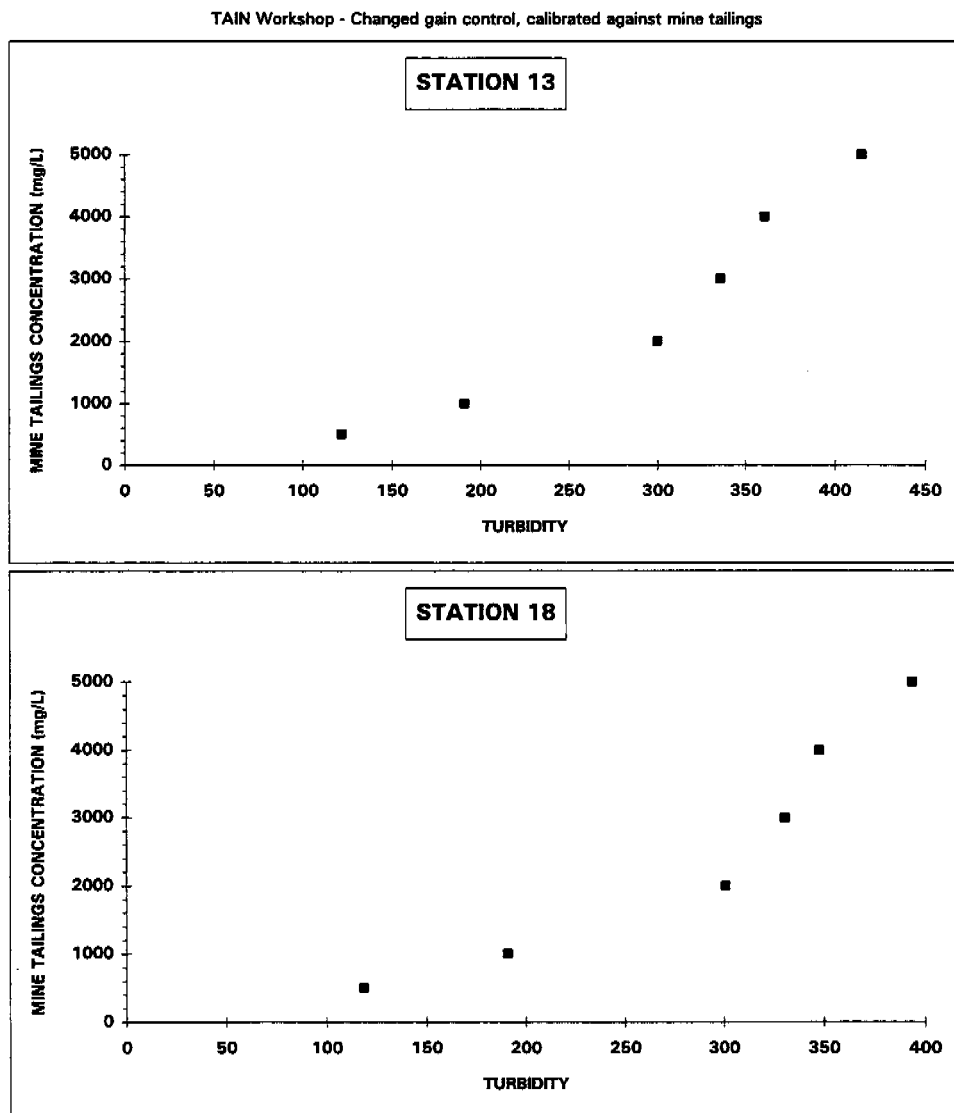 TAIN Workshop - Changed gain control, calibrated against mine tailings
STATION 13
MINE TAILINGS CONCENTRATION (mg/L)
5000
4000
3000
2000
1000
0
0 50 100 150 200 250 300 350 400 450
TURBIDITY
STATION 18
MINE TAILINGS CONCENTRATION (mg/L)
5000
4000
3000
2000
1000
0
0 50 100 150 200 250 300 350 400
TURBIDITY